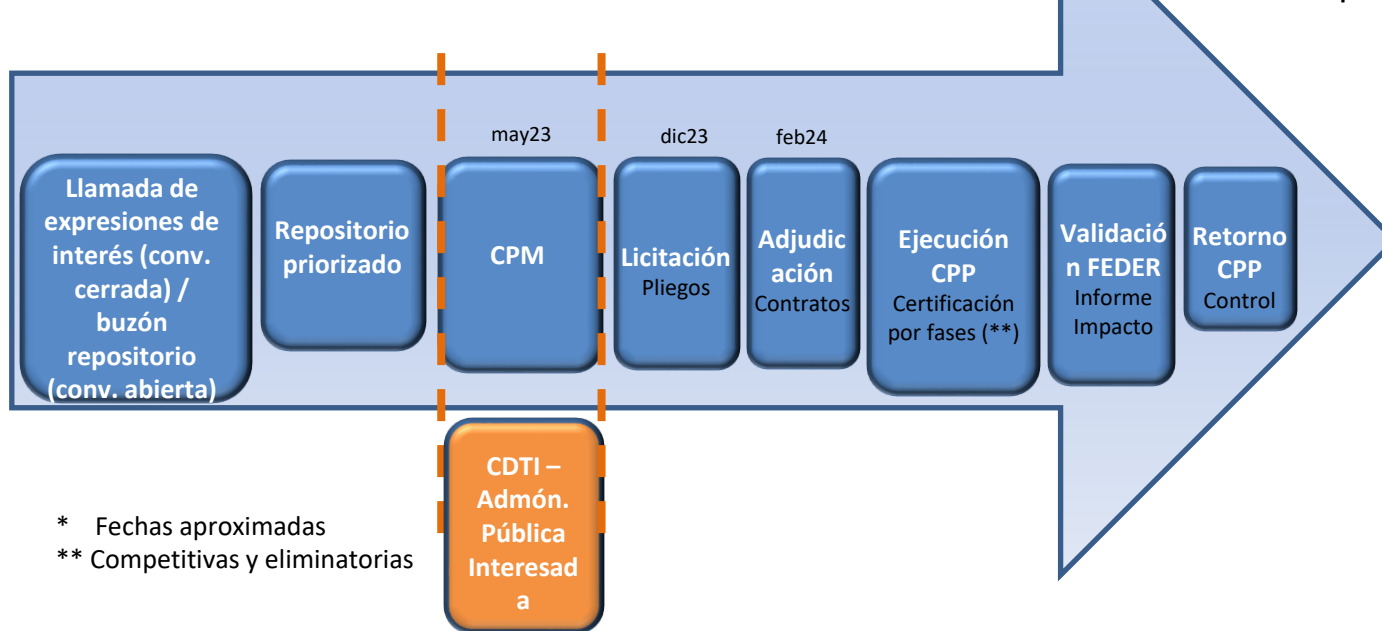 Llamada de
expresiones de
interés (conv.
cerrada) /
buzón
repositorio
(conv. abierta)
Repositorio
priorizado
may23
CPM
dic23
Licitación
Pliegos
feb24
Adjudic
ación
Contratos
Ejecución
CPP
Certificación
por fases (**)
Validació
n FEDER
Informe
Impacto
Retorno
CPP
Control
CDTI –
Admón.
Pública
Interesad
a
* Fechas aproximadas
** Competitivas y eliminatorias